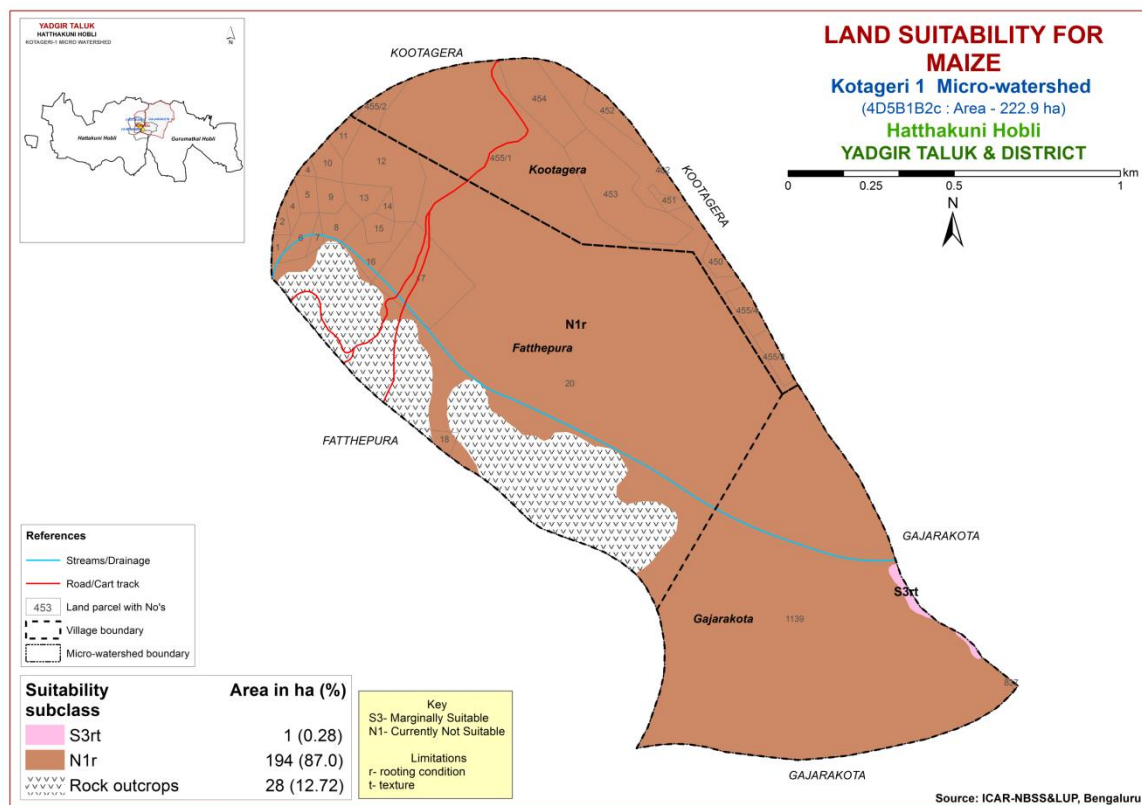 YADGIR TALUK
HATTHAKUNI HOBLI
KOTAGERI-1 MICRO WATERSHED
N
Hattakuni Hobli
Gurumatkal Hobli
LAND SUITABILITY FOR
MAIZE
Kotageri 1 Micro-watershed
(4D5B1B2c : Area - 222.9 ha)
Hatthakuni Hobli
YADGIR TALUK & DISTRICT
km
0 0.25 0.5 1
N
KOOTAGERA
455/2
454
452
11
455/1
12
10
Kootagera
KOOTAGERA
453
451
4
5
9
13
14
2
15
6
7
8
1
16
17
450
455/4
N1r
Fatthepura
20
FATTHEPURA
18
GAJARAKOTA
S3rt
Gajarakota
1139
GAJARAKOTA
References
Streams/Drainage
Road/Cart track
453 Land parcel with No's
Village boundary
Micro-watershed boundary
Suitability subclass Area in ha (%)
S3rt 1 (0.28)
N1r 194 (87.0)
Rock outcrops 28 (12.72)
Key
S3- Marginally Suitable
N1- Currently Not Suitable
Limitations
r- rooting condition
t- texture
Source: ICAR-NBSS&LUP, Bengaluru